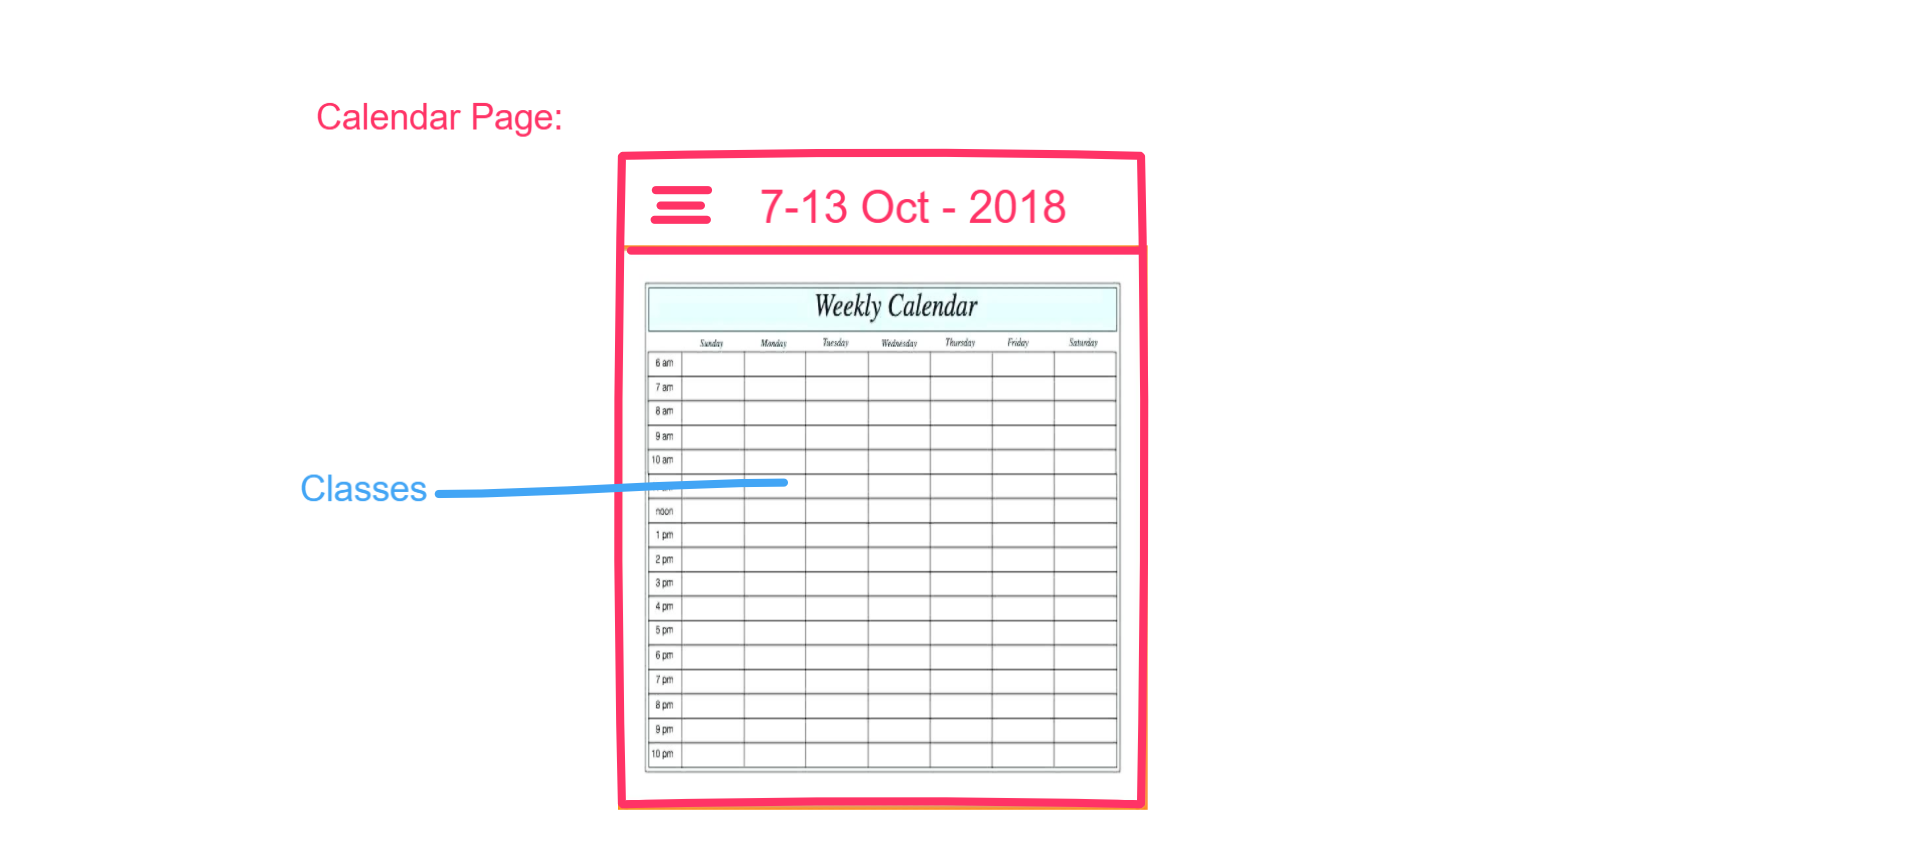 Calendar Page:
7-13 Oct - 2018
Weekly Calendar
Sunday Monday Tuesday Wednesday Thursday Friday Saturday
6 am
7 am
8 am
9 am
10 am
Classes
noon
1 pm
2 pm
3 pm
4 pm
5 pm
6 pm
7 pm
8 pm
9 pm
10 pm